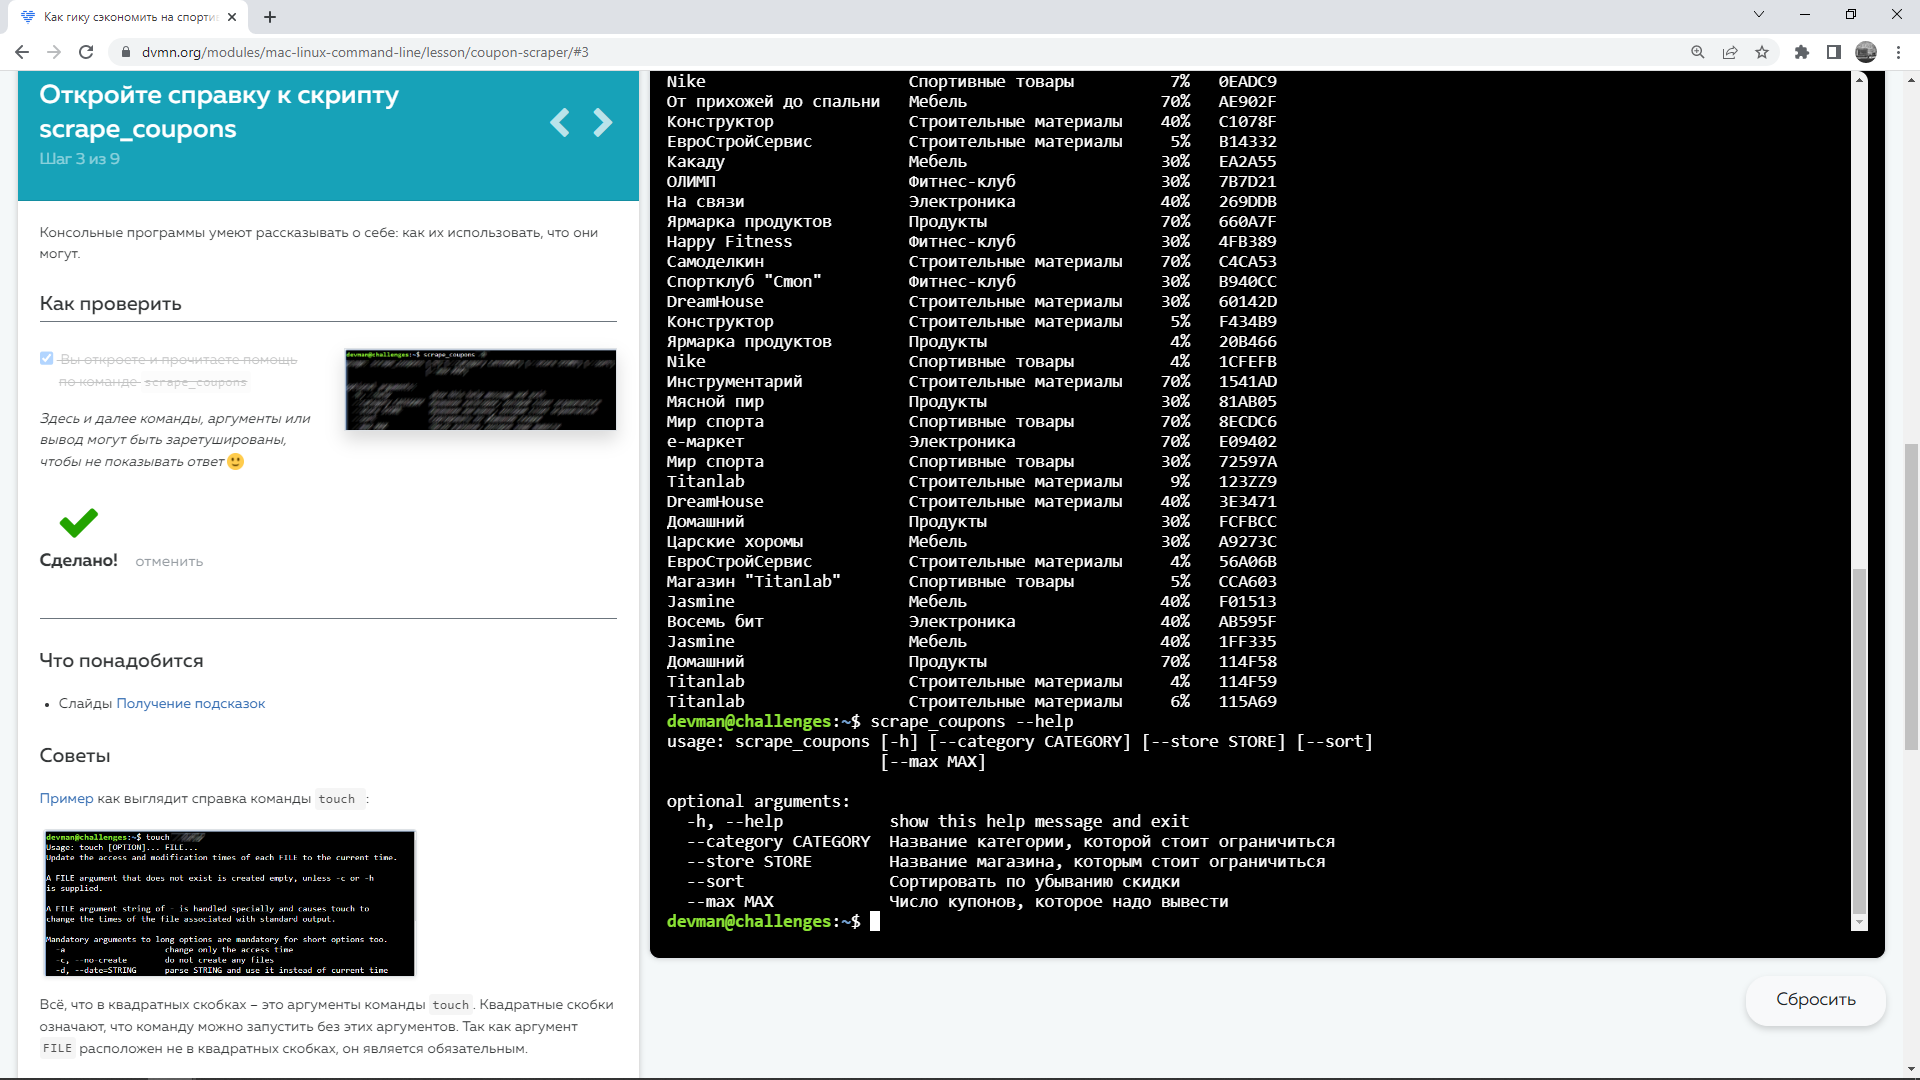 Как гику сэкономить на спорти
dvmn.org/modules/mac-linux-command-line/lesson/coupon-scraper/#3
Откройте справку к скрипту
scrape_coupons
Шаг 3 из 9
Консольные программы умеют рассказывать о себе: как их использовать, что они
могут.
Как проверить
Вы откроете и прочитаете помощь
по команде scrape_coupons
devman@challenges:~$ scrape_coupons
Здесь и далее команды, аргументы или
вывод могут быть заретушированы,
чтобы не показывать ответ
Сделано! отменить
Что понадобится
• Слайды Получение подсказок
Советы
Пример как выглядит справка команды touch :
devman@challenges:~$ touch
Usage: touch [OPTION]... FILE...
Update the access and modification times of each FILE to the current time.
A FILE argument that does not exist is created empty, unless -c or -h
is supplied.
A FILE argument string of - is handled specially and causes touch to
change the times of the file associated with standard output.
Mandatory arguments to long options are mandatory for short options too.
-a change only the access time
-c, --no-create do not create any files
-d, --date=STRING parse STRING and use it instead of current time
Всё, что в квадратных скобках – это аргументы команды touch. Квадратные скобки
означают, что команду можно запустить без этих аргументов. Так как аргумент
FILE расположен не в квадратных скобках, он является обязательным.
Nike Спортивные товары 7% 0EADC9
От прихожей до спальни Мебель 70% AE902F
Конструктор Строительные материалы 40% C1078F
ЕвроСтройСервис Строительные материалы 5% B14332
Какаду Мебель 30% EA2A55
ОЛИМП Фитнес-клуб 30% 7B7D21
На связи Электроника 40% 269DDB
Ярмарка продуктов Продукты 70% 660A7F
Happy Fitness Фитнес-клуб 30% 4FB389
Самоделкин Строительные материалы 70% C4CA53
Спортклуб "Cmon" Фитнес-клуб 30% B940CC
DreamHouse Строительные материалы 30% 60142D
Конструктор Строительные материалы 5% F434B9
Ярмарка продуктов Продукты 4% 20B466
Nike Спортивные товары 4% 1CFEFB
Инструментарий Строительные материалы 70% 1541AD
Мясной пир Продукты 30% 81AB05
Мир спорта Спортивные товары 70% 8ECDC6
е-маркет Электроника 70% E09402
Мир спорта Спортивные товары 30% 72597A
Titanlab Строительные материалы 9% 123ZZ9
DreamHouse Строительные материалы 40% 3E3471
Домашний Продукты 30% FCFBCC
Царские хоромы Мебель 30% A9273C
ЕвроСтройСервис Строительные материалы 4% 56A06B
Магазин "Titanlab" Спортивные товары 5% CCA603
Jasmine Мебель 40% F01513
Восемь бит Электроника 40% AB595F
Jasmine Мебель 40% 1FF335
Домашний Продукты 70% 114F58
Titanlab Строительные материалы 4% 114F59
Titanlab Строительные материалы 6% 115A69
devman@challenges:~$ scrape_coupons --help
usage: scrape_coupons [-h] [--category CATEGORY] [--store STORE] [--sort]
[--max MAX]
optional arguments:
-h, --help show this help message and exit
--category CATEGORY Название категории, которой стоит ограничиться
--store STORE Название магазина, которым стоит ограничиться
--sort Сортировать по убыванию скидки
--max MAX Число купонов, которое надо вывести
devman@challenges:~$
Сбросить